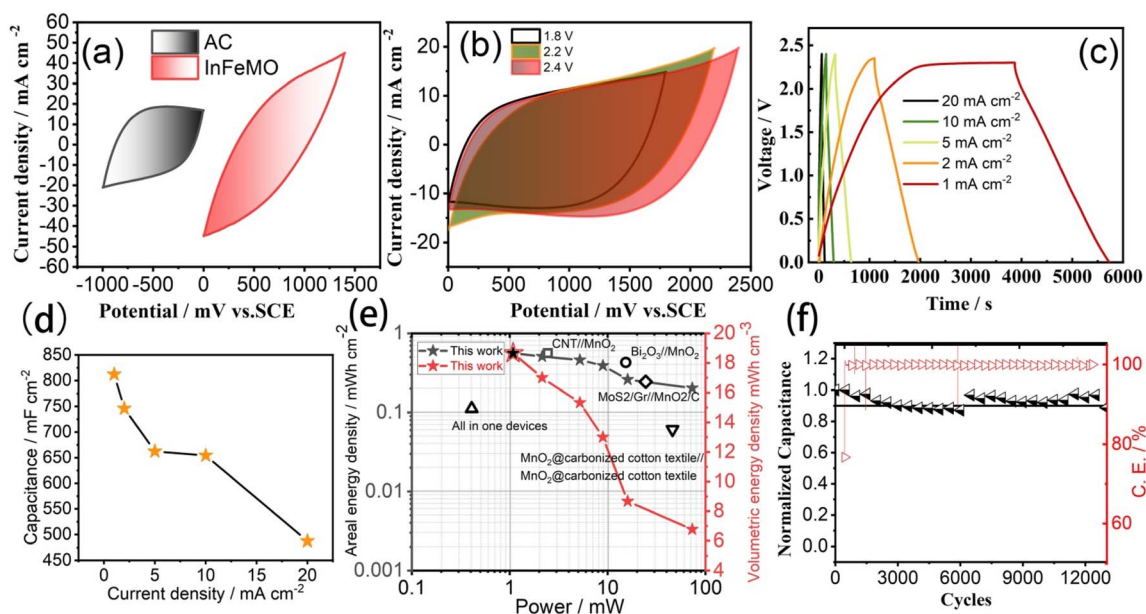 (a)
AC
InFeMO
Current density / mA cm-2
60
50
40
30
20
10
0
-10
-20
-30
-40
-50
-60
-1000 -500 0 500 1000 1500
Potential / mV vs.SCE
(b)
1.8 V
2.2 V
2.4 V
Current density / mA cm-2
20
10
0
-10
-20
0 500 1000 1500 2000 2500
Potential / mV vs.SCE
(c)
20 mA cm-2
10 mA cm-2
5 mA cm-2
2 mA cm-2
1 mA cm-2
Voltage / V
2.5
2.0
1.5
1.0
0.5
0.0
0 1000 2000 3000 4000 5000 6000
Time / s
(d)
Capacitance / mF cm-2
850
800
750
700
650
600
550
500
450
0 5 10 15 20
Current density / mA cm-2
(e)
This work
This work
CNT//MnO2
Bi2O3//MnO2
MoS2/Gr//MnO2/C
All in one devices
MnO2@carbonized cotton textile//
MnO2@carbonized cotton textile
Areal energy density / mWh cm-2
1
0.1
0.01
0.001
0.1 1 10 100
Power / mW
20
18
16
14
12
10
8
6
4
2
Volumetric energy density mWh cm-3
10-3
(f)
Normalized Capacitance
1.2
1.0
0.8
0.6
0.4
0.2
0.0
0 3000 6000 9000 12000
Cycles
100
80
60
C. E. / %